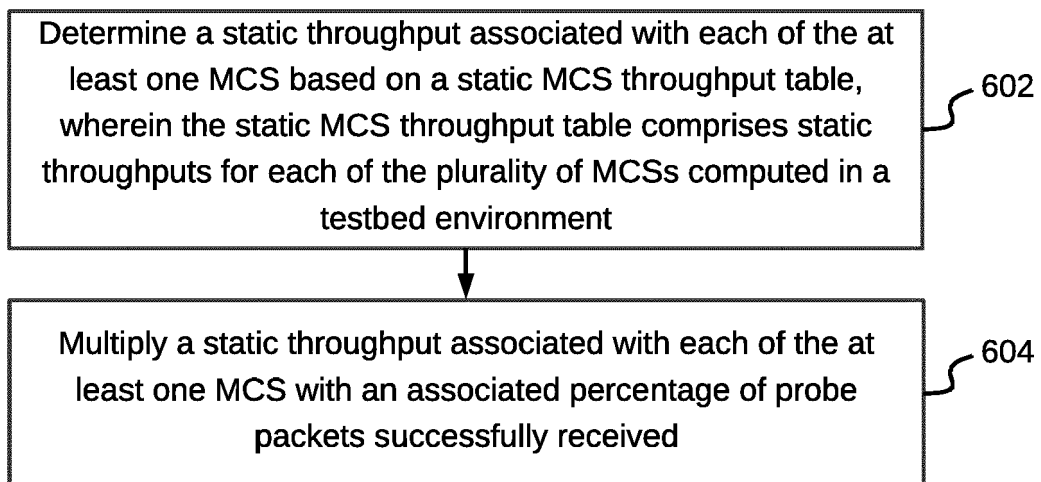 Determine a static throughput associated with each of the at
least one MCS based on a static MCS throughput table,
wherein the static MCS throughput table comprises static
throughputs for each of the plurality of MCSs computed in a
testbed environment
602
Multiply a static throughput associated with each of the at
least one MCS with an associated percentage of probe
packets successfully received
604